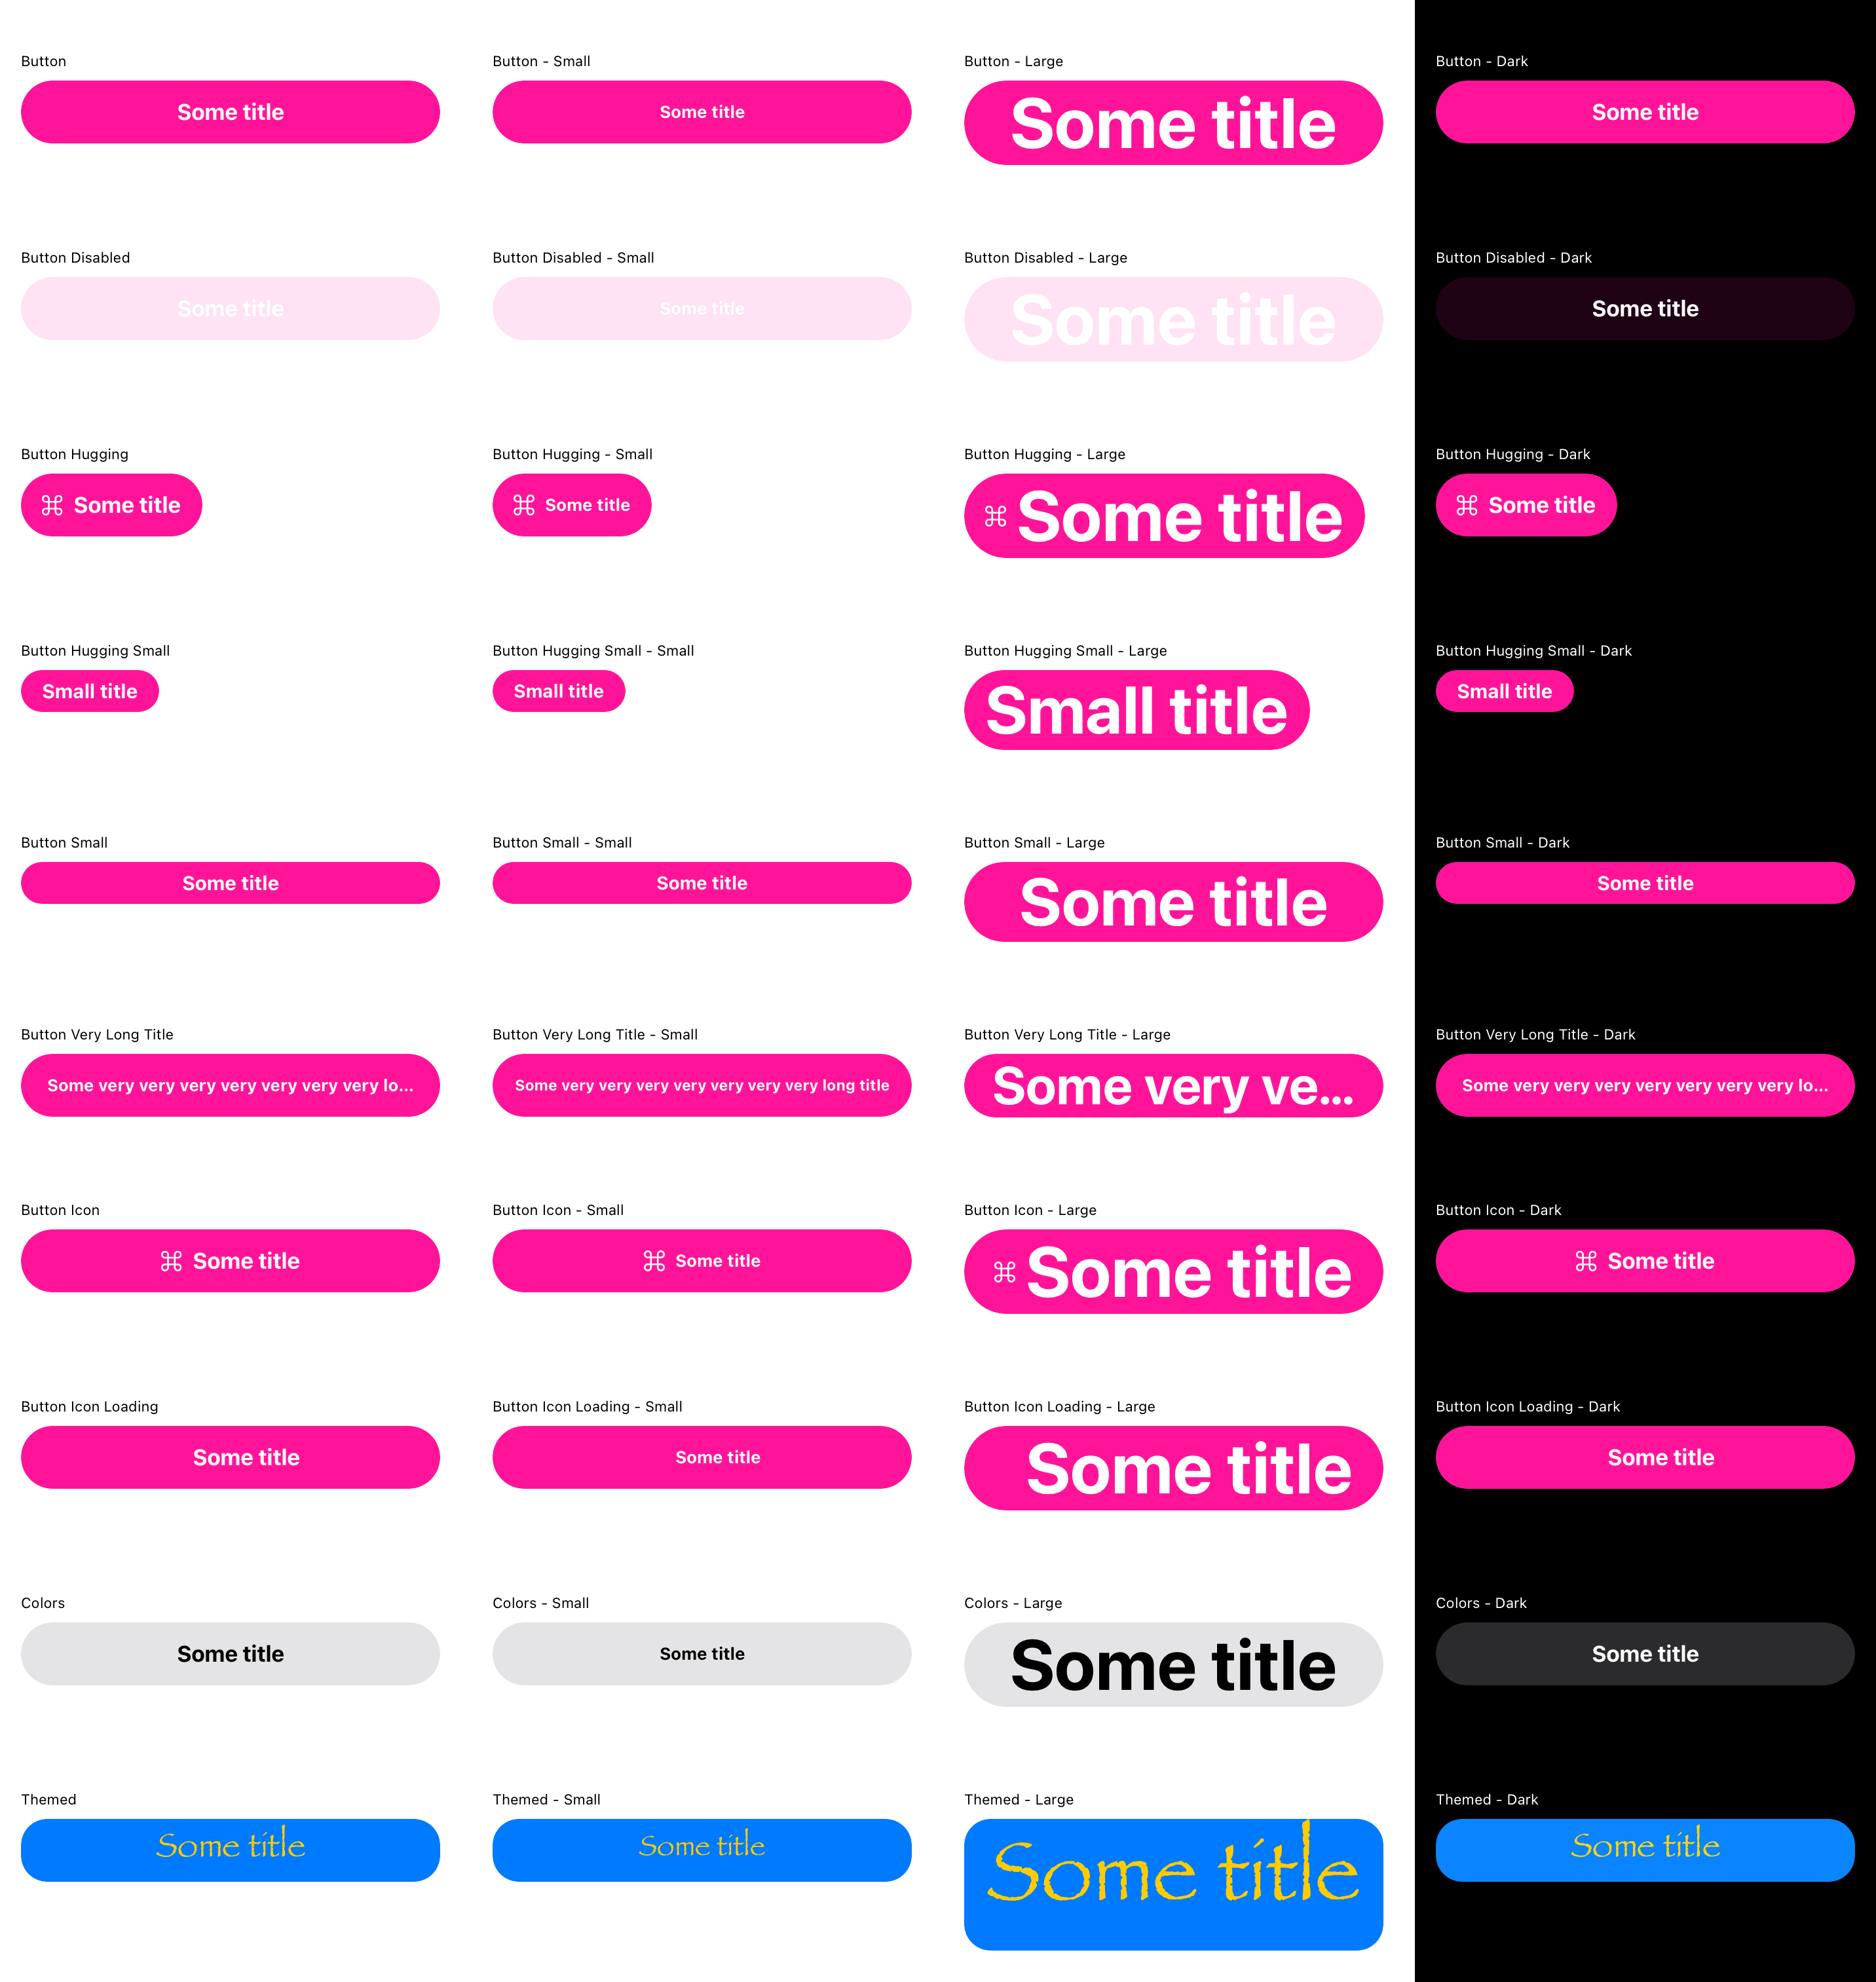 Button
Some title
Button - Small
Some title
Button - Large
Some title
Button - Dark
Some title
Button Disabled
Some title
Button Disabled - Small
Some title
Button Disabled - Large
Some title
Button Disabled - Dark
Some title
Button Hugging
⌘ Some title
Button Hugging - Small
⌘ Some title
Button Hugging - Large
⌘ Some title
Button Hugging - Dark
⌘ Some title
Button Hugging Small
Small title
Button Hugging Small - Small
Small title
Button Hugging Small - Large
Small title
Button Hugging Small - Dark
Small title
Button Small
Some title
Button Small - Small
Some title
Button Small - Large
Some title
Button Small - Dark
Some title
Button Very Long Title
Some very very very very very very very lo...
Button Very Long Title - Small
Some very very very very very very very long title
Button Very Long Title - Large
Some very ve...
Button Very Long Title - Dark
Some very very very very very very very lo...
Button Icon
⌘ Some title
Button Icon - Small
⌘ Some title
Button Icon - Large
⌘ Some title
Button Icon - Dark
⌘ Some title
Button Icon Loading
Some title
Button Icon Loading - Small
Some title
Button Icon Loading - Large
Some title
Button Icon Loading - Dark
Some title
Colors
Some title
Colors - Small
Some title
Colors - Large
Some title
Colors - Dark
Some title
Themed
Some title
Themed - Small
Some title
Themed - Large
Some title
Themed - Dark
Some title